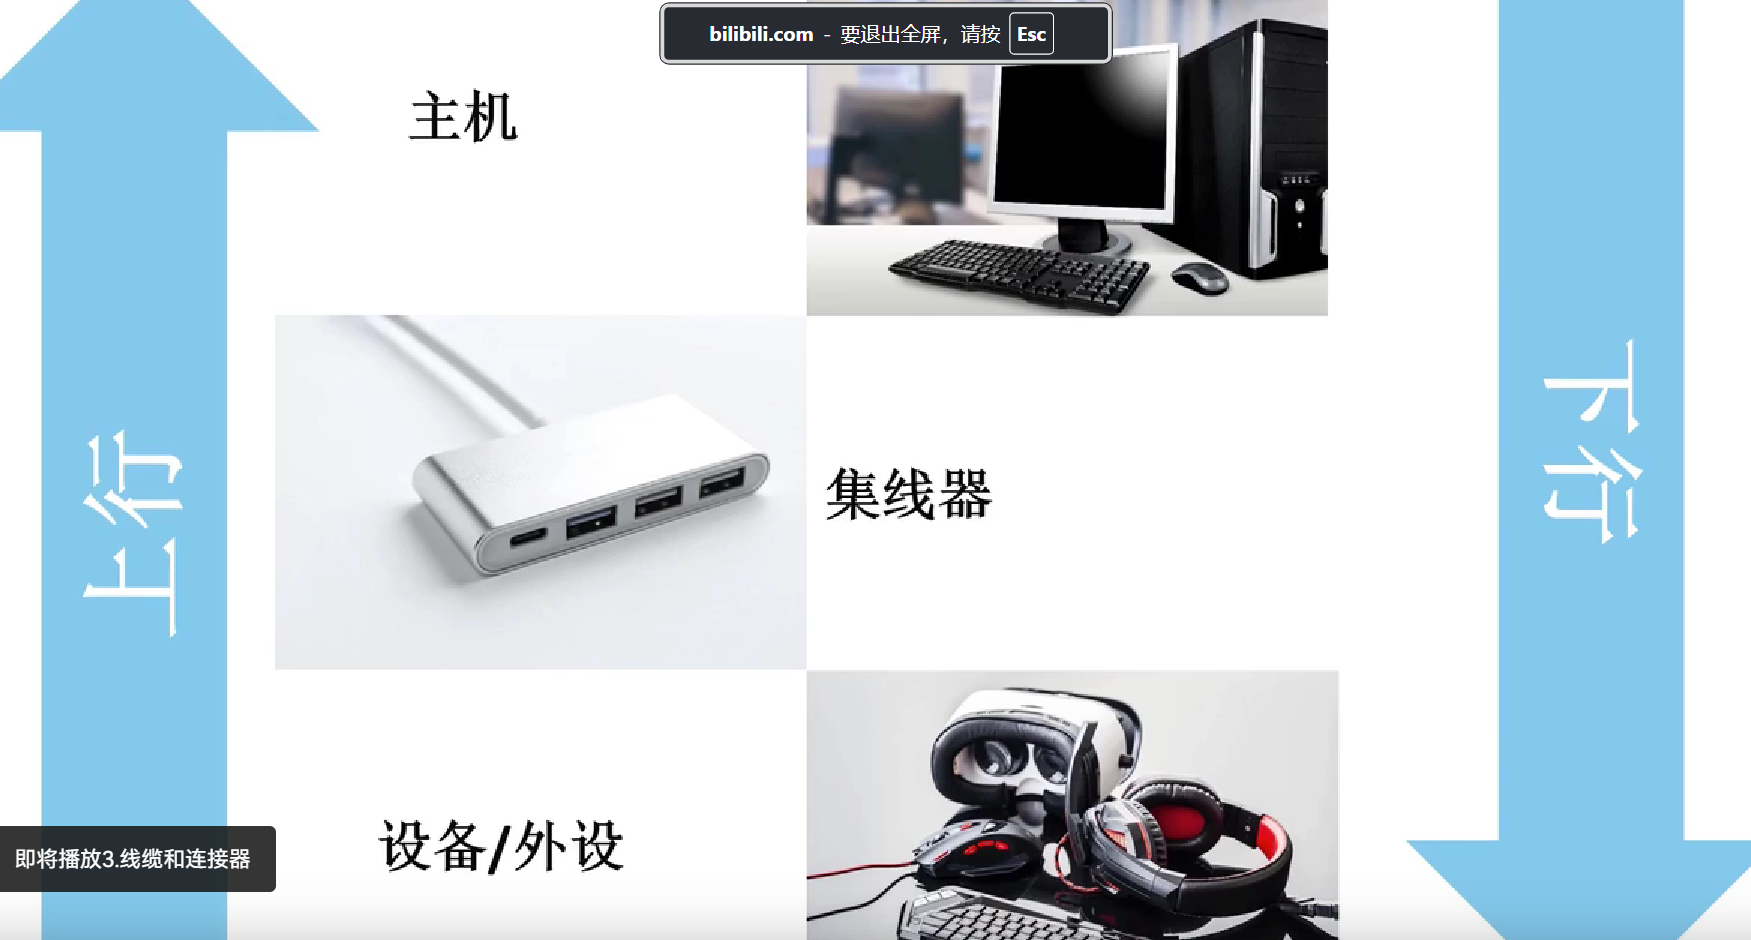 bilibili.com - 要退出全屏，请按 Esc
主机
上行
集线器
下行
设备/外设
即将播放3.线缆和连接器